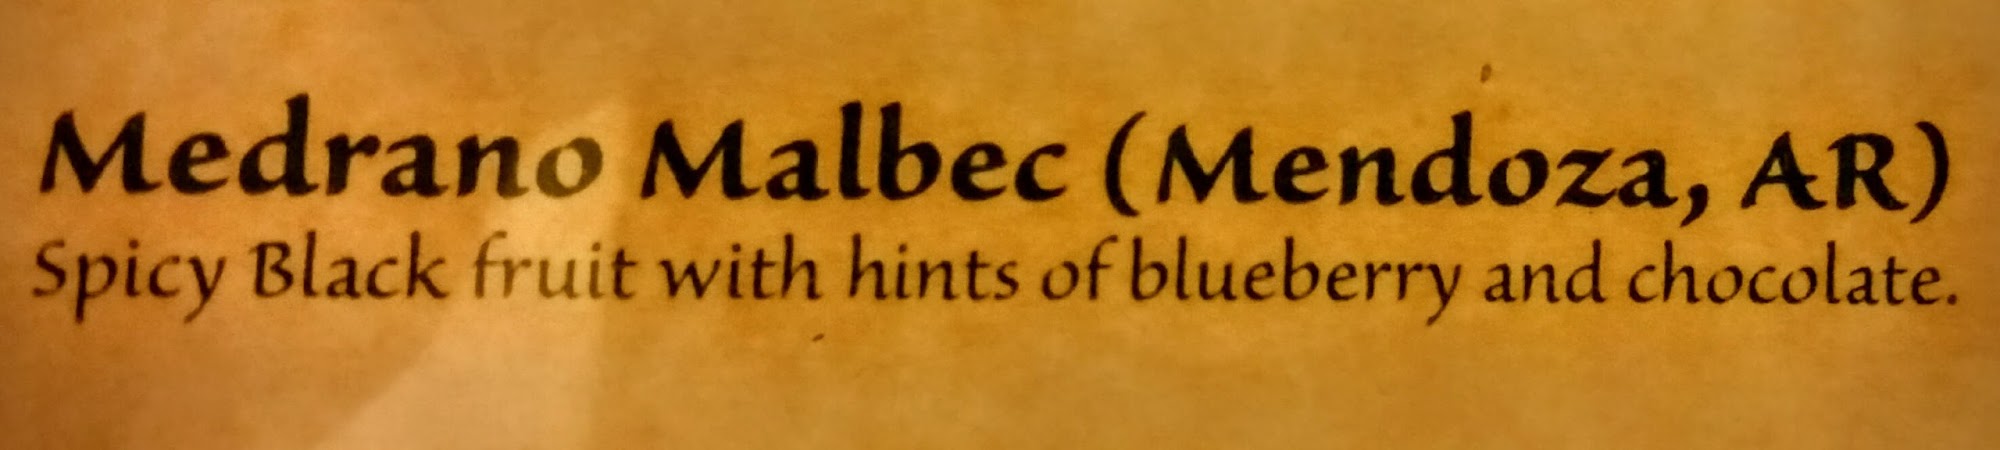 Medrano Malbec (Mendoza, AR)
Spicy Black fruit with hints of blueberry and chocolate.